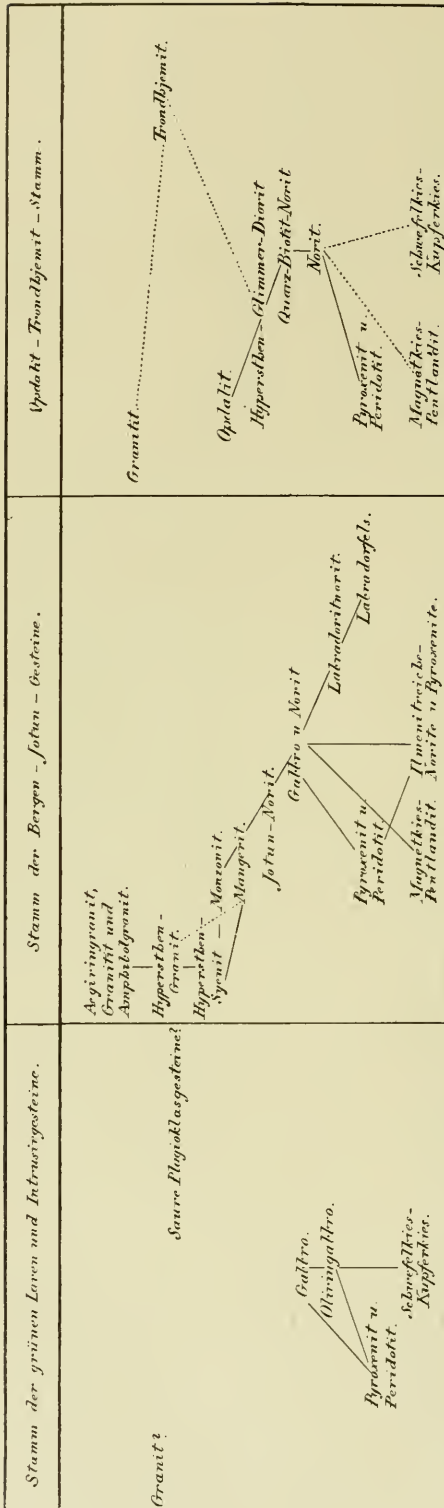 Stamm der grünen Laven und Intrusivgesteine.
Granit?
Saure Plagioklasgesteine?
Gabbro.
Olivingabbro.
Pyroxenit u.
Peridotit.
Schwefelkies-
Kupferkies.
Stamm der Bergen-Jotun-Gesteine.
Aegiringranit,
Granitit und
Amphibolgranit.
Hypersthen-
Granit.
Hypersthen-
Syenit — Monzonit.
Mangerit.
Jotun-Norit.
Gabbro u Norit
Labradoritnorit.
Labradorfels.
Pyroxenit u.
Peridotit.
Magnetkies-
Pentlandit.
Ilmenitreiche-
Norite u Pyroxenite.
Opdalit-Trondhjemit-Stamm.
Granitit
Trondhjemit.
Opdalit.
Hypersthen-Glimmer-Diorit
Quarz-Biotit-Norit
Norit.
Pyroxenit u
Peridotit.
Magnetkies-
Pentlandit.
Schwefelkies-
Kupferkies.